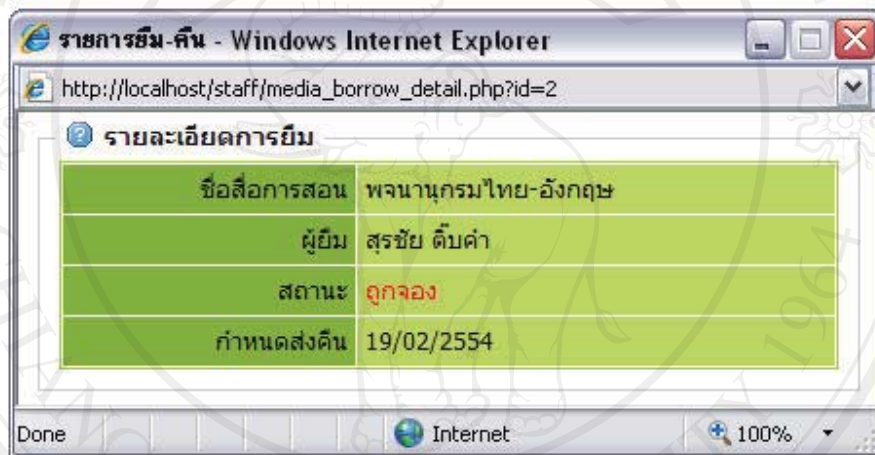 รายการยืม-คืน - Windows Internet Explorer
http://localhost/staff/media_borrow_detail.php?id=2
รายละเอียดการยืม
ชื่อสื่อการสอน พจนานุกรมไทย-อังกฤษ
ผู้ยืม สุรชัย ติ๊บคำ
สถานะ ถูกจอง
กำหนดส่งคืน 19/02/2554
Done Internet 100%